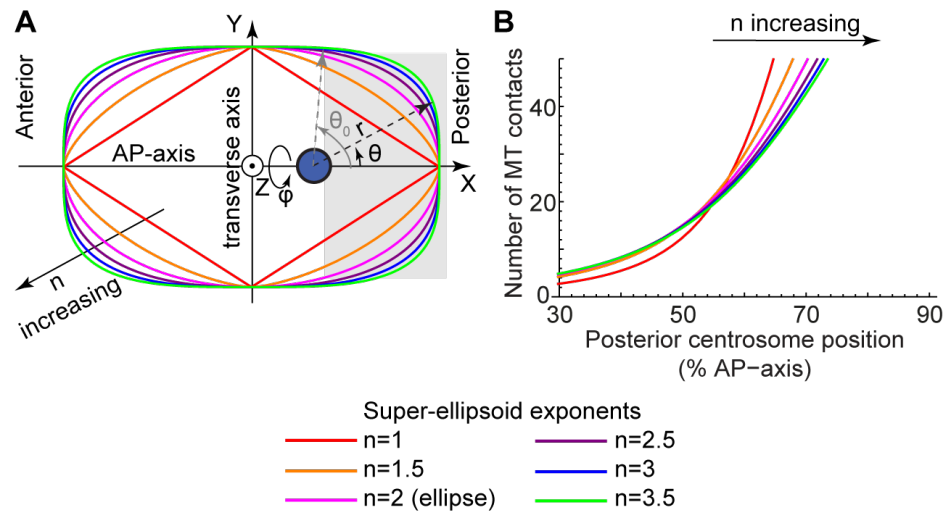 A
Y
Anterior
Posterior
transverse axis
AP-axis
θ0
r
θ
X
Z
φ
n
increasing
B
n increasing
Number of MT contacts
40
20
0
30
50
70
90
Posterior centrosome position
(% AP−axis)
Super-ellipsoid exponents
n=1
n=2.5
n=1.5
n=3
n=2 (ellipse)
n=3.5